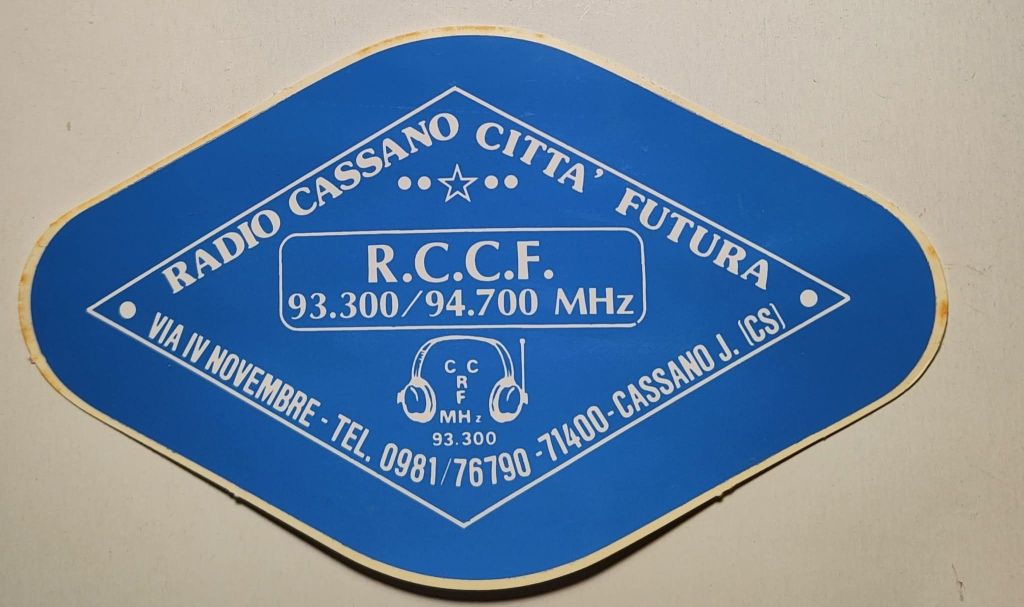 RADIO CASSANO CITTA' FUTURA
R.C.C.F.
93.300/94.700 MHz
C C
R
F
MHz
93.300
VIA IV NOVEMBRE - TEL. 0981/76790 - 71400 - CASSANO J. (CS)